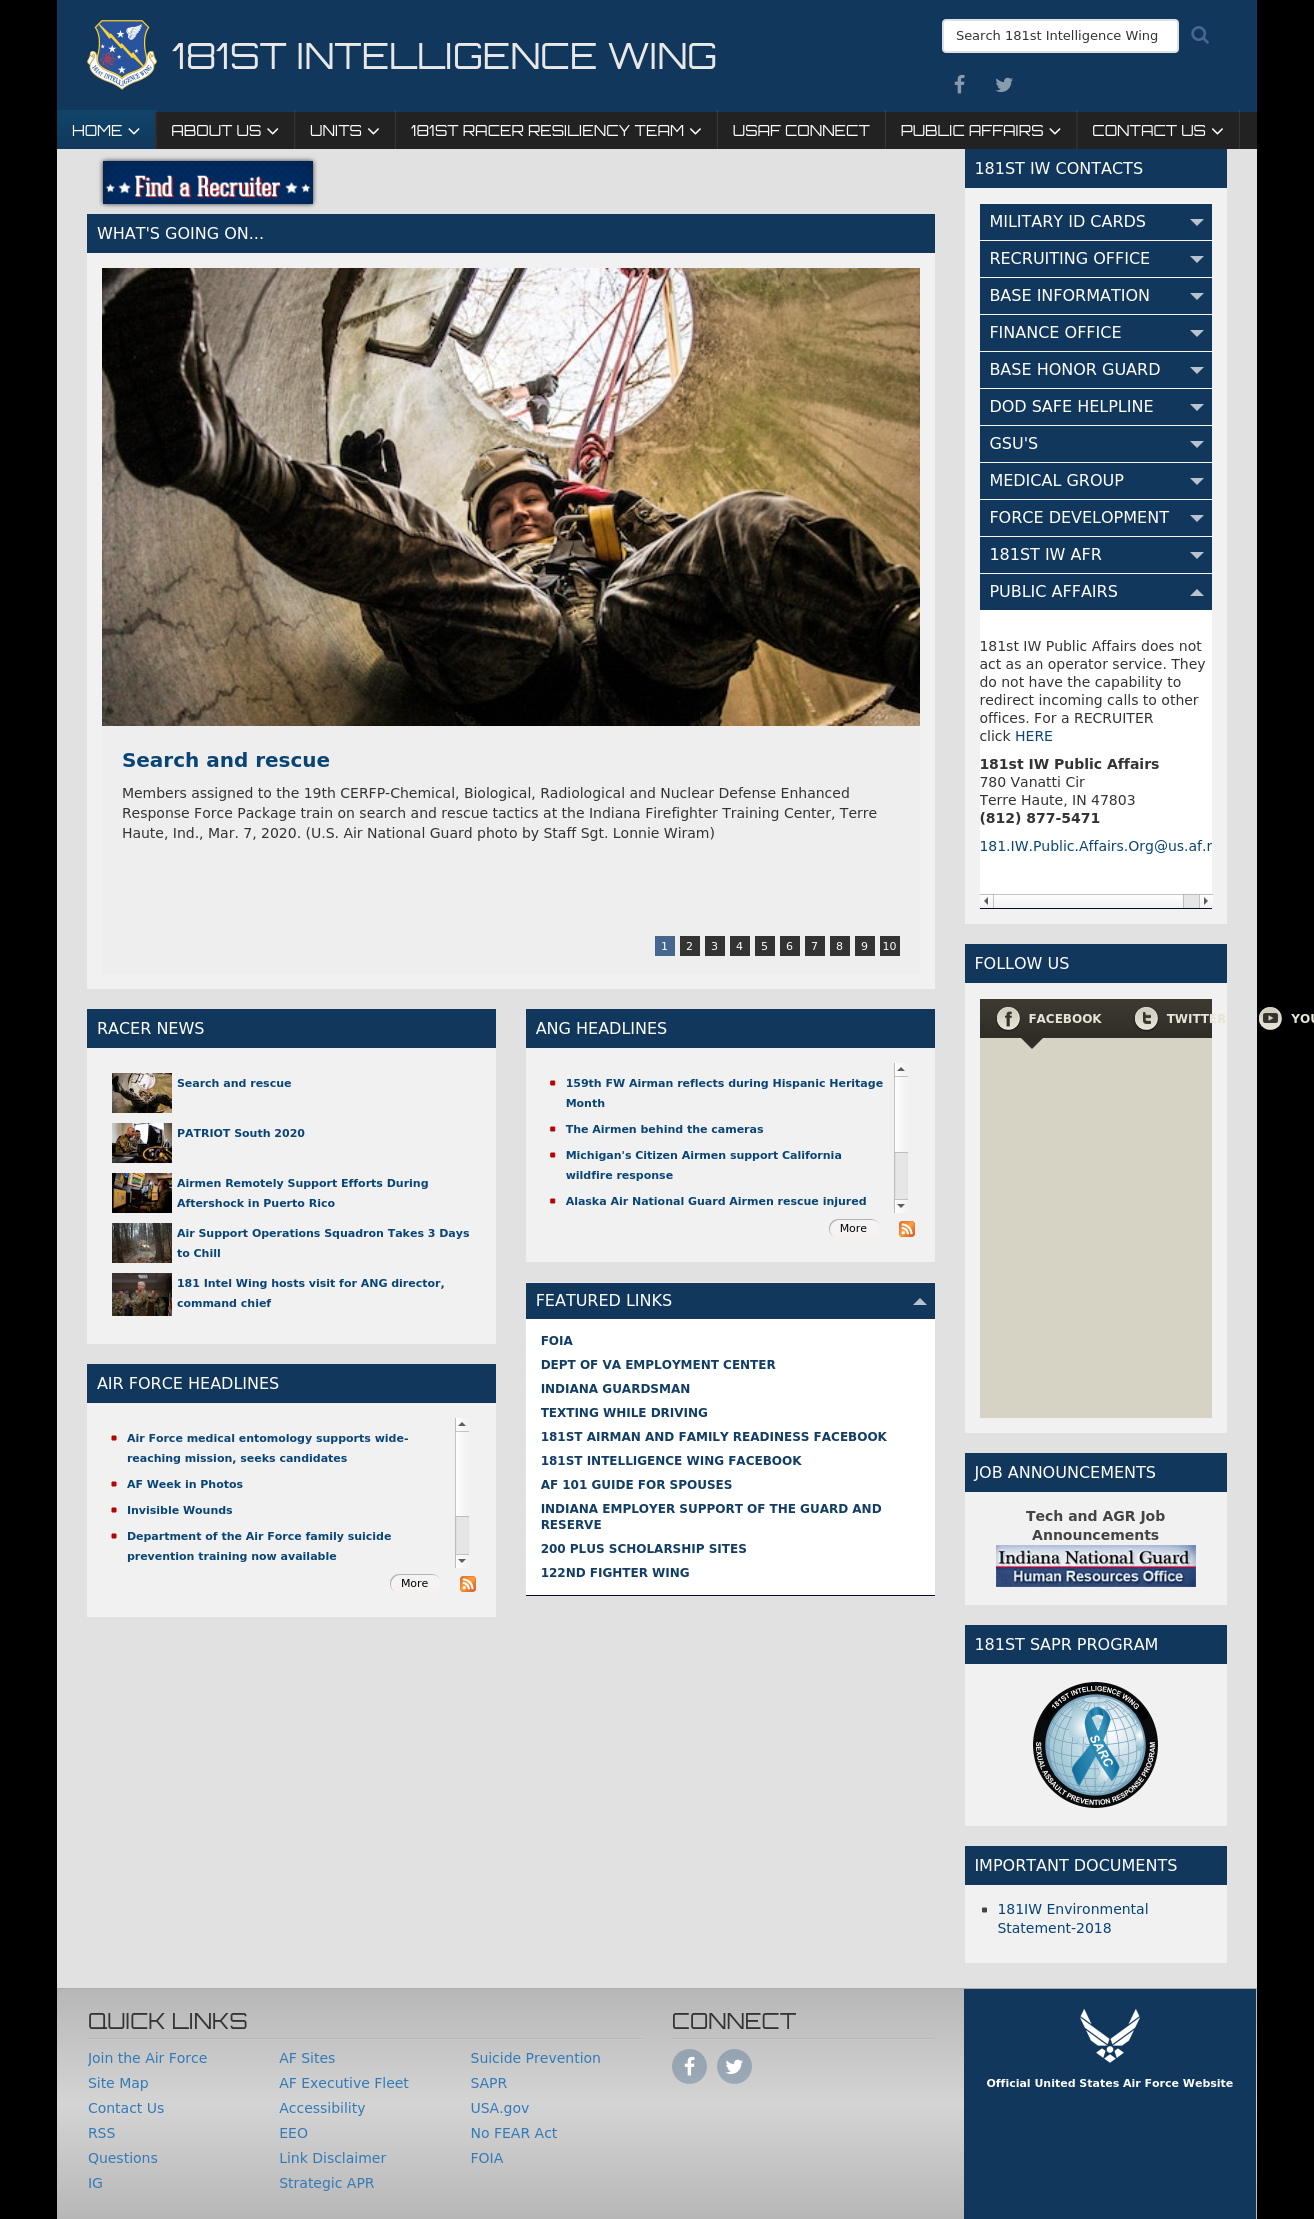 181ST INTELLIGENCE WING
Search 181st Intelligence Wing
HOME
ABOUT US
UNITS
181ST RACER RESILIENCY TEAM
USAF CONNECT
PUBLIC AFFAIRS
CONTACT US
Find a Recruiter
WHAT'S GOING ON...
Search and rescue
Members assigned to the 19th CERFP-Chemical, Biological, Radiological and Nuclear Defense Enhanced
Response Force Package train on search and rescue tactics at the Indiana Firefighter Training Center, Terre
Haute, Ind., Mar. 7, 2020. (U.S. Air National Guard photo by Staff Sgt. Lonnie Wiram)
1 2 3 4 5 6 7 8 9 10
RACER NEWS
Search and rescue
PATRIOT South 2020
Airmen Remotely Support Efforts During
Aftershock in Puerto Rico
Air Support Operations Squadron Takes 3 Days
to Chill
181 Intel Wing hosts visit for ANG director,
command chief
AIR FORCE HEADLINES
Air Force medical entomology supports wide-
reaching mission, seeks candidates
AF Week in Photos
Invisible Wounds
Department of the Air Force family suicide
prevention training now available
More
ANG HEADLINES
159th FW Airman reflects during Hispanic Heritage
Month
The Airmen behind the cameras
Michigan's Citizen Airmen support California
wildfire response
Alaska Air National Guard Airmen rescue injured
More
FEATURED LINKS
FOIA
DEPT OF VA EMPLOYMENT CENTER
INDIANA GUARDSMAN
TEXTING WHILE DRIVING
181ST AIRMAN AND FAMILY READINESS FACEBOOK
181ST INTELLIGENCE WING FACEBOOK
AF 101 GUIDE FOR SPOUSES
INDIANA EMPLOYER SUPPORT OF THE GUARD AND
RESERVE
200 PLUS SCHOLARSHIP SITES
122ND FIGHTER WING
181ST IW CONTACTS
MILITARY ID CARDS
RECRUITING OFFICE
BASE INFORMATION
FINANCE OFFICE
BASE HONOR GUARD
DOD SAFE HELPLINE
GSU'S
MEDICAL GROUP
FORCE DEVELOPMENT
181ST IW AFR
PUBLIC AFFAIRS
181st IW Public Affairs does not
act as an operator service. They
do not have the capability to
redirect incoming calls to other
offices. For a RECRUITER
click HERE
181st IW Public Affairs
780 Vanatti Cir
Terre Haute, IN 47803
(812) 877-5471
181.IW.Public.Affairs.Org@us.af.r
FOLLOW US
FACEBOOK
TWITTER
YOU
JOB ANNOUNCEMENTS
Tech and AGR Job
Announcements
Indiana National Guard
Human Resources Office
181ST SAPR PROGRAM
181ST INTELLIGENCE WING
SARC
SEXUAL ASSAULT PREVENTION RESPONSE PROGRAM
IMPORTANT DOCUMENTS
181IW Environmental
Statement-2018
QUICK LINKS
Join the Air Force
Site Map
Contact Us
RSS
Questions
IG
AF Sites
AF Executive Fleet
Accessibility
EEO
Link Disclaimer
Strategic APR
Suicide Prevention
SAPR
USA.gov
No FEAR Act
FOIA
CONNECT
Official United States Air Force Website